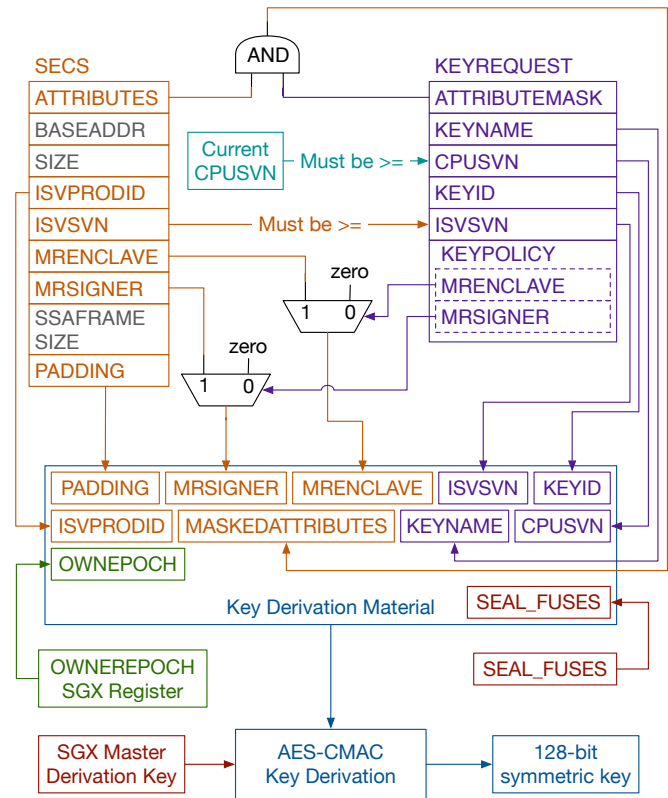 AND
SECS
KEYREQUEST
ATTRIBUTES
ATTRIBUTEMASK
BASEADDR
KEYNAME
Current
CPUSVN
Must be >=
SIZE
CPUSVN
ISVPRODID
KEYID
ISVSVN
Must be >=
ISVSVN
MRENCLAVE
KEYPOLICY
MRSIGNER
zero
MRENCLAVE
1 0
SSAFRAME
SIZE
MRSIGNER
zero
PADDING
1 0
PADDING
MRSIGNER
MRENCLAVE
ISVSVN
KEYID
ISVPRODID
MASKEDATTRIBUTES
KEYNAME
CPUSVN
OWNEPOCH
Key Derivation Material
SEAL_FUSES
OWNEREPOCH
SGX Register
SEAL_FUSES
SGX Master
Derivation Key
AES-CMAC
Key Derivation
128-bit
symmetric key